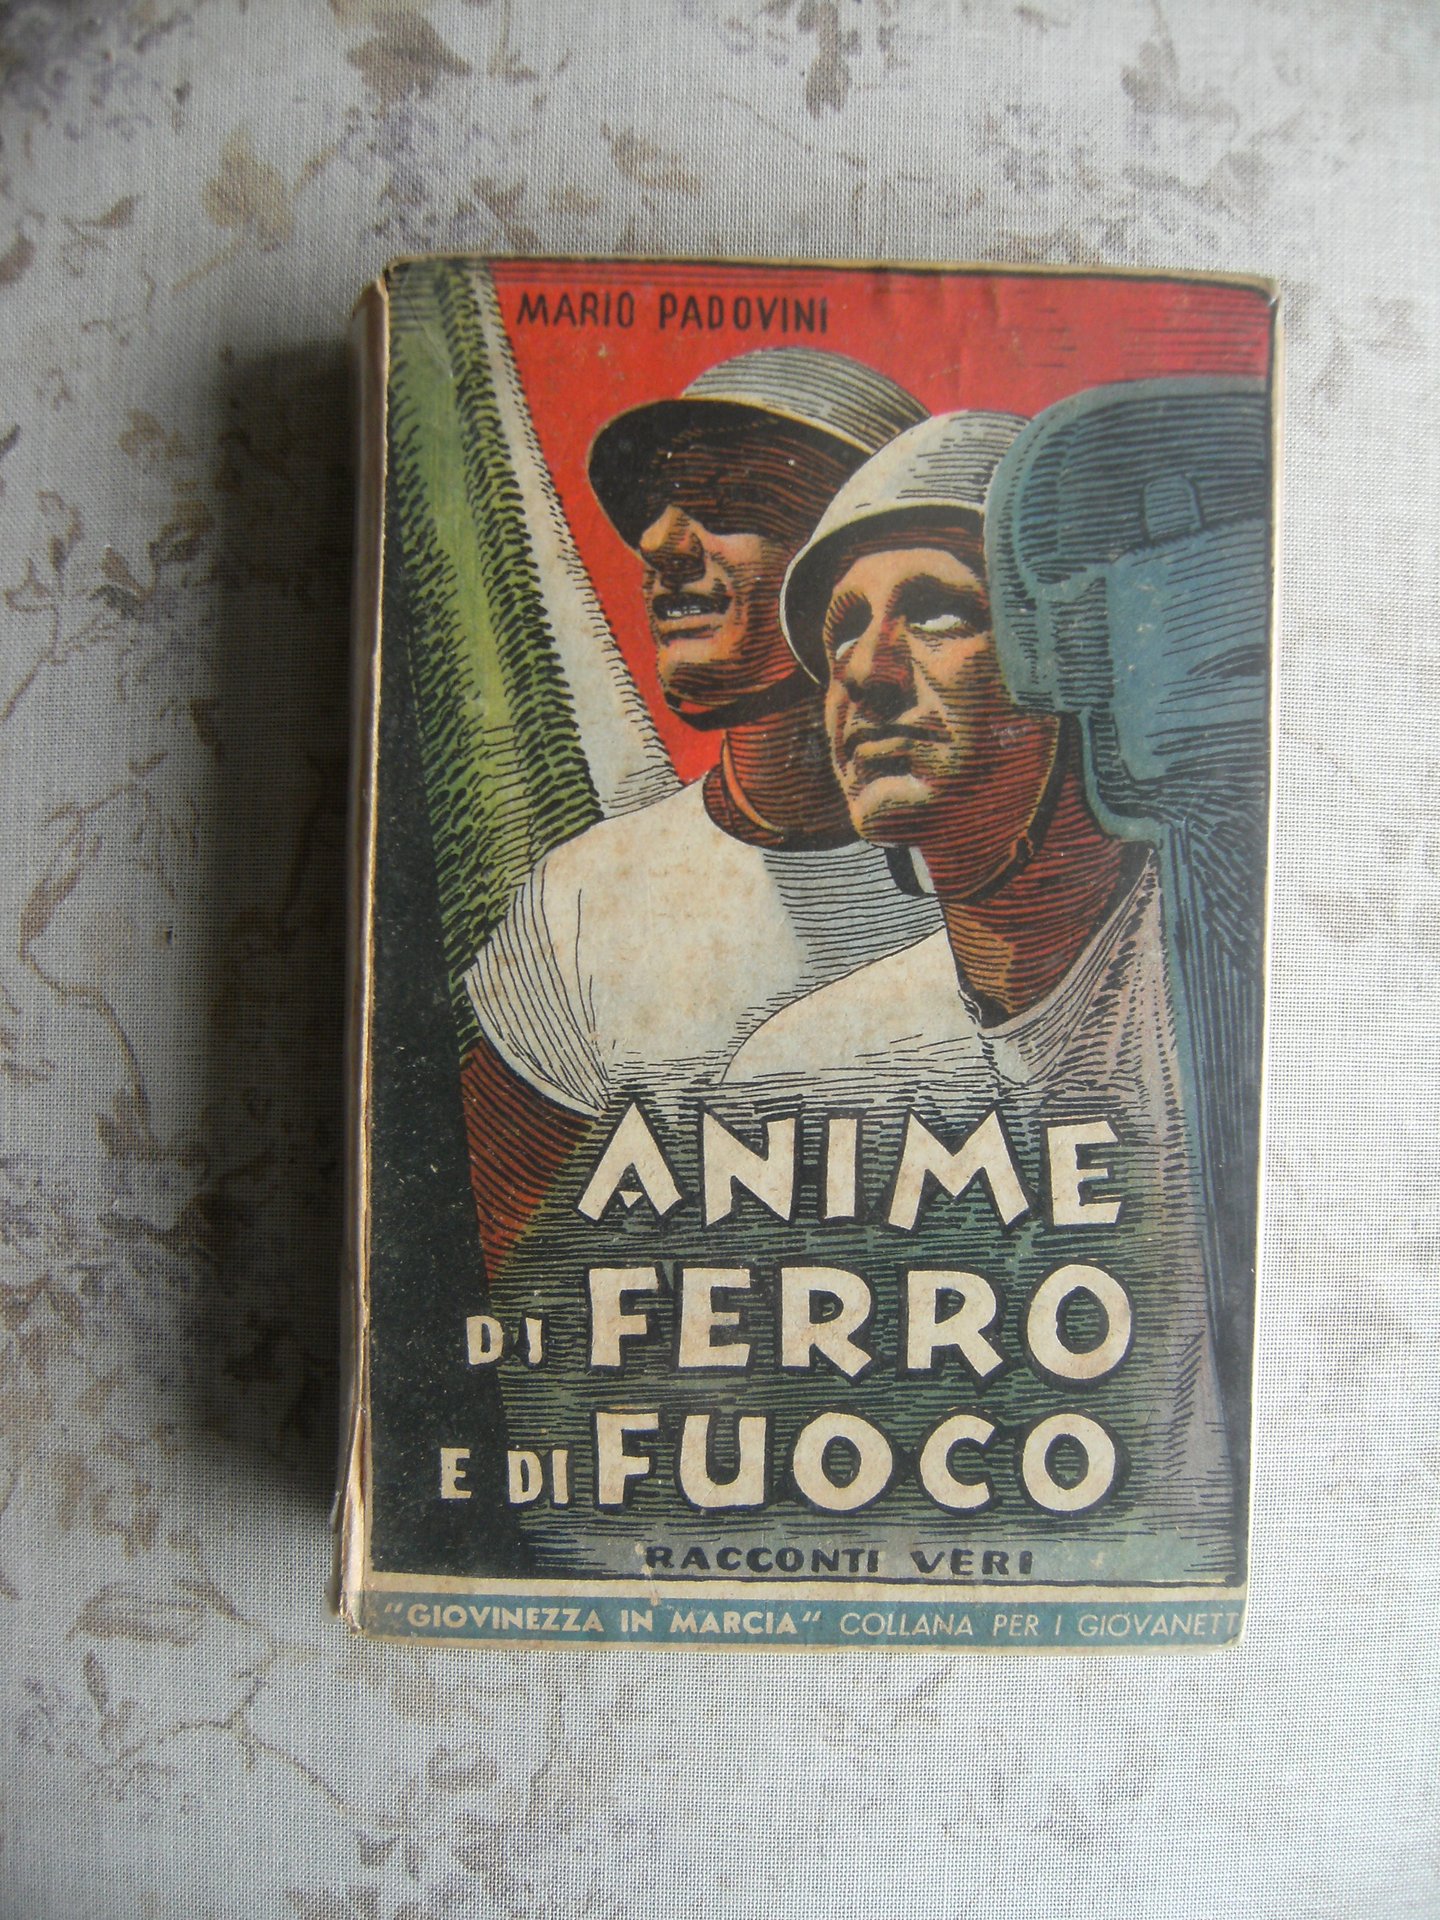 MARIO PADOVINI
ANIME
DI FERRO
E DI FUOCO
RACCONTI VERI
"GIOVINEZZA IN MARCIA" COLLANA PER I GIOVANETT